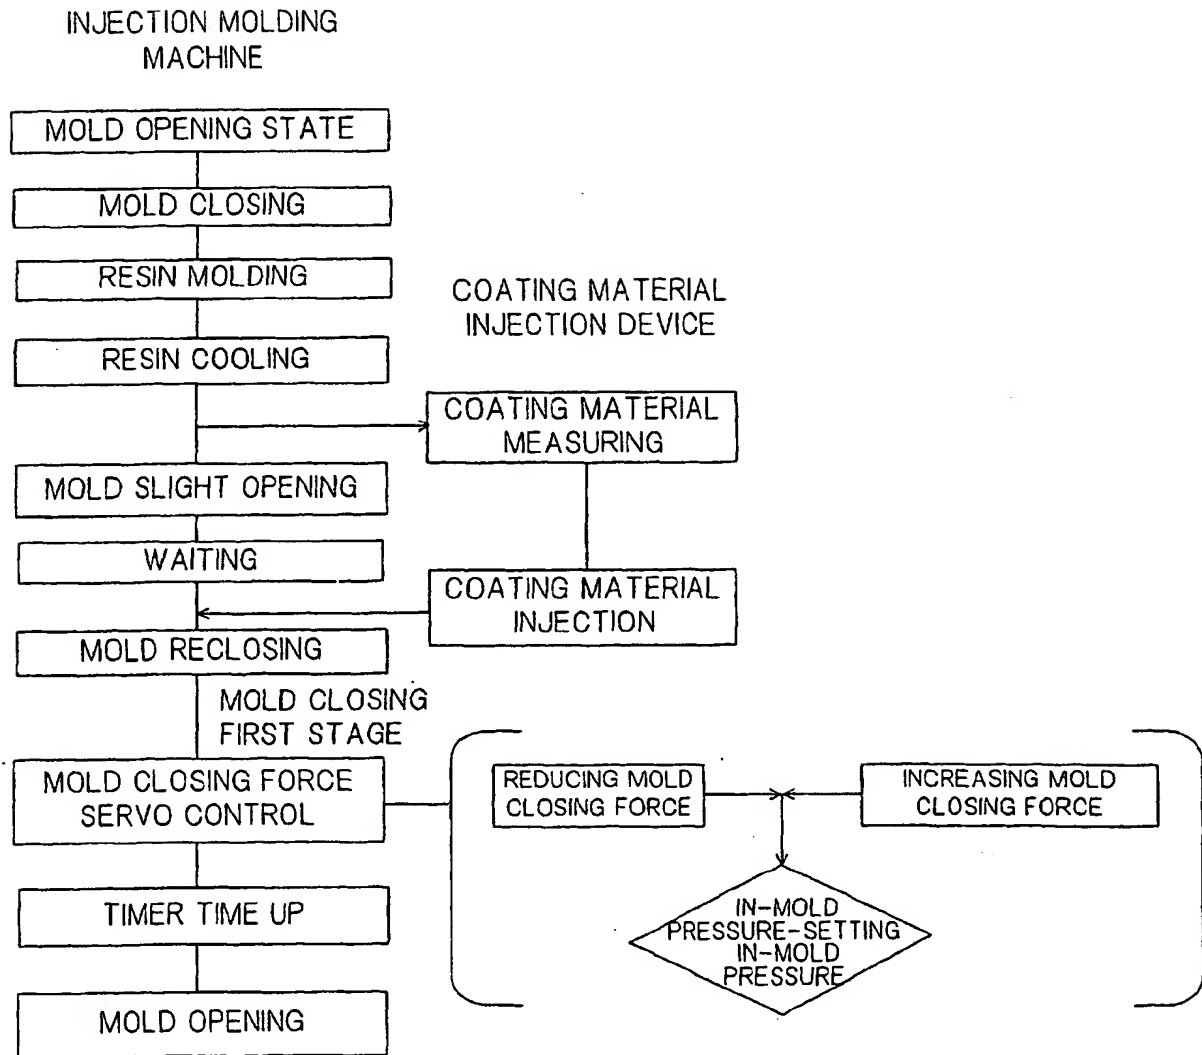 INJECTION MOLDING
MACHINE
MOLD OPENING STATE
MOLD CLOSING
RESIN MOLDING
RESIN COOLING
COATING MATERIAL
INJECTION DEVICE
COATING MATERIAL
MEASURING
MOLD SLIGHT OPENING
WAITING
COATING MATERIAL
INJECTION
MOLD RECLOSING
MOLD CLOSING
FIRST STAGE
MOLD CLOSING FORCE
SERVO CONTROL
REDUCING MOLD
CLOSING FORCE
INCREASING MOLD
CLOSING FORCE
IN-MOLD
PRESSURE-SETTING
IN-MOLD
PRESSURE
TIMER TIME UP
MOLD OPENING